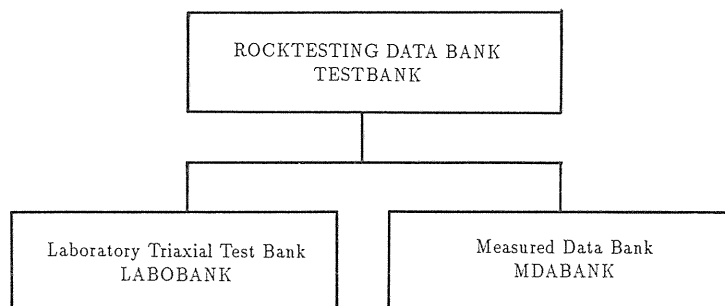 ROCKTESTING DATA BANK
TESTBANK
Laboratory Triaxial Test Bank
LABOBANK
Measured Data Bank
MDABANK